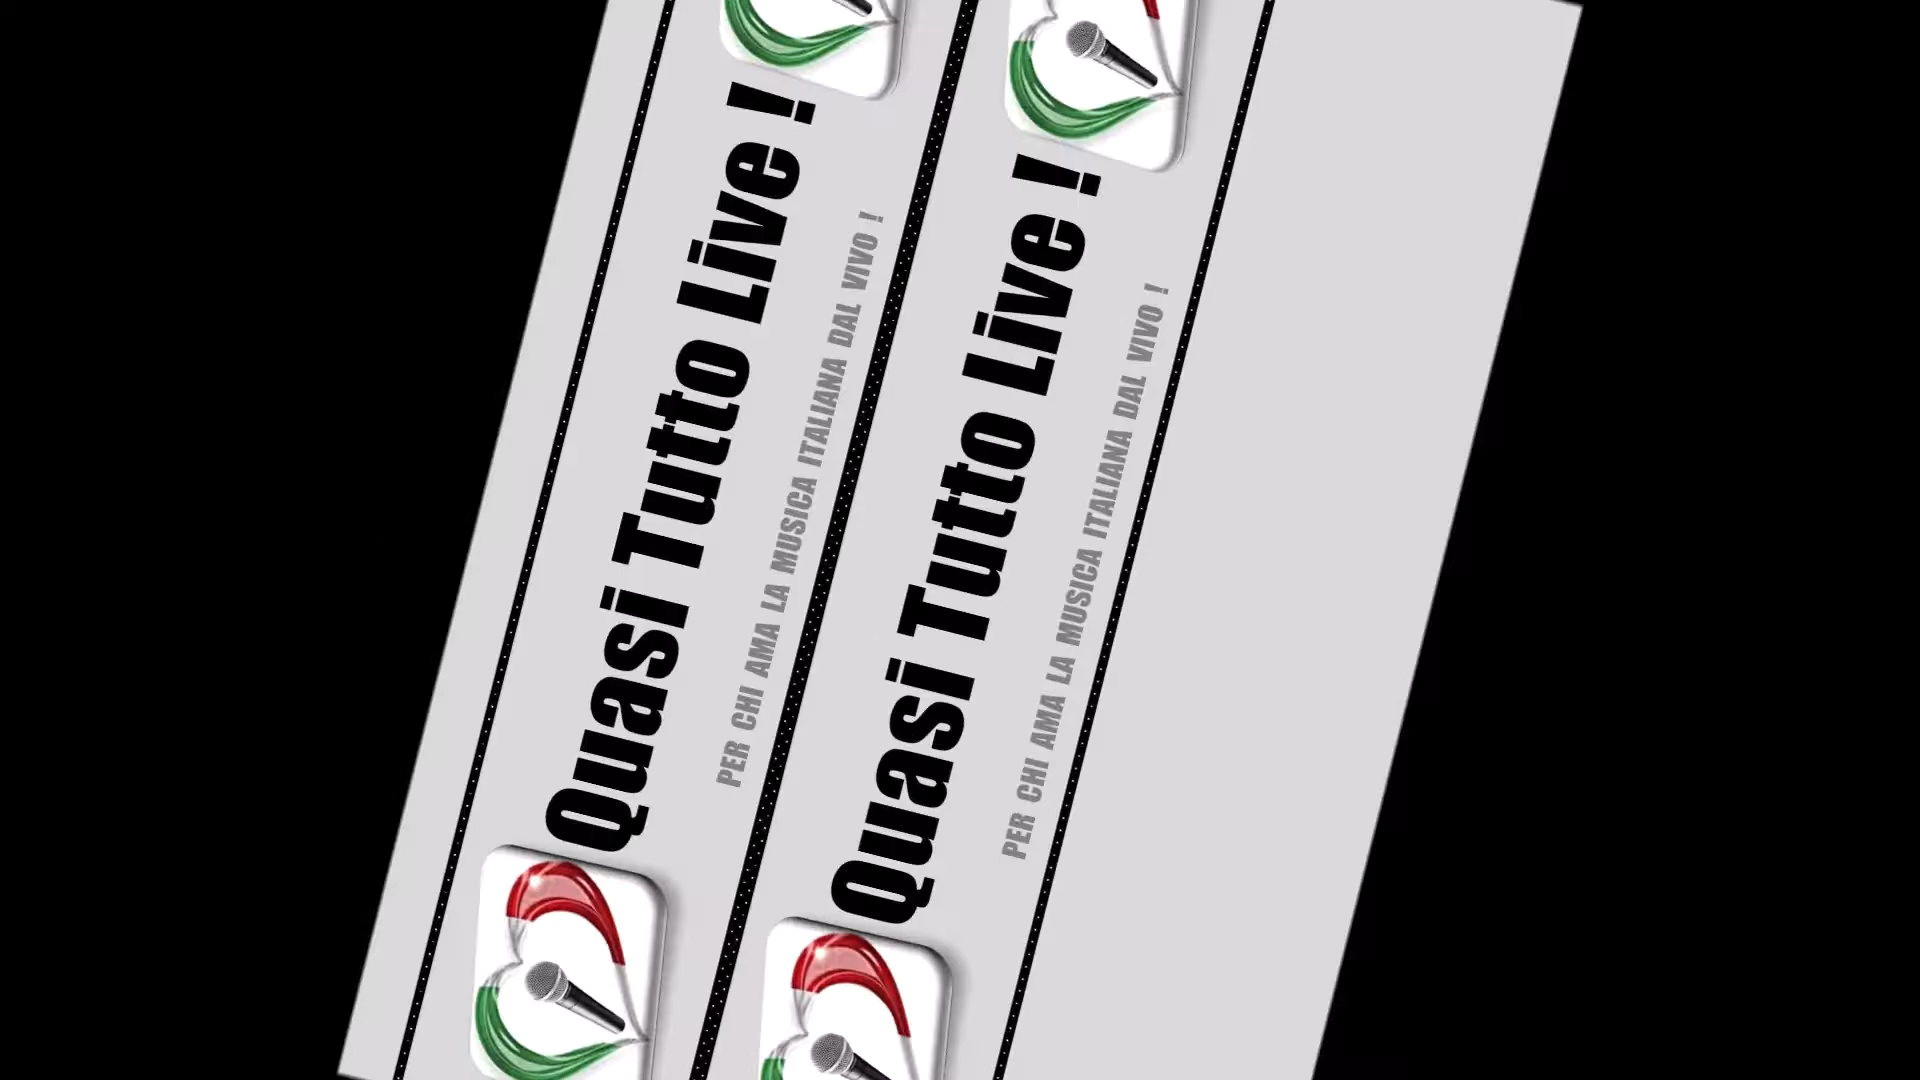 Quasi Tutto Live !
PER CHI AMA LA MUSICA ITALIANA DAL VIVO !
Quasi Tutto Live !
PER CHI AMA LA MUSICA ITALIANA DAL VIVO !